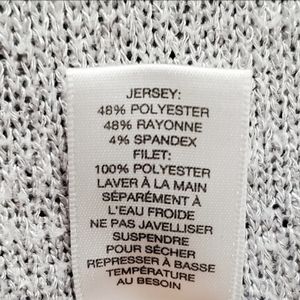 JERSEY:
48% POLYESTER
48% RAYONNE
4% SPANDEX
FILET:
100% POLYESTER
LAVER À LA MAIN
SÉPARÉMENT À
L'EAU FROIDE
NE PAS JAVELLISER
SUSPENDRE
POUR SÉCHER
REPRESSER À BASSE
TEMPÉRATURE
AU BESOIN